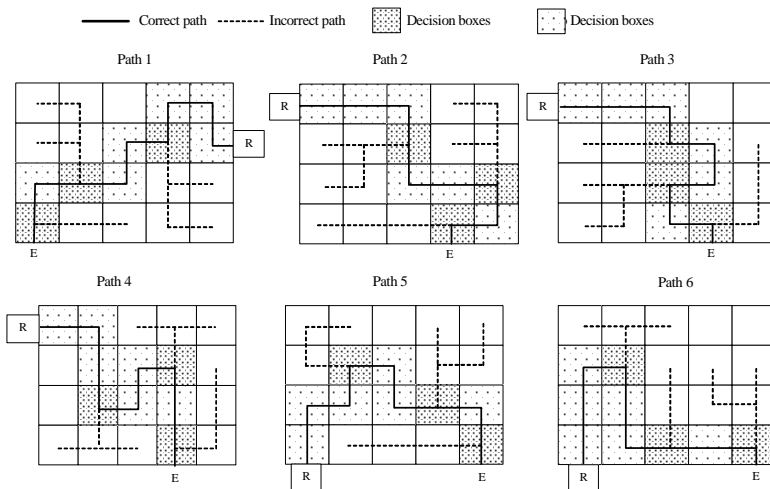 Correct path Incorrect path Decision boxes Decision boxes
Path 1 Path 2 Path 3
R R R
E E E
Path 4 Path 5 Path 6
R
E R E R E